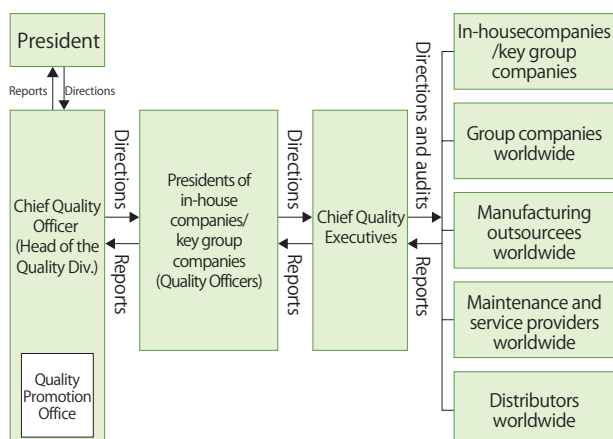 President
Reports
Directions
Chief Quality
Officer
(Head of the
Quality Div.)
Quality
Promotion
Office
Directions
Reports
Presidents of
in-house
companies/
key group
companies
(Quality Officers)
Directions
Reports
Chief Quality
Executives
Directions and audits
Reports
In-housecompanies
/key group
companies
Group companies
worldwide
Manufacturing
outsourcees
worldwide
Maintenance and
service providers
worldwide
Distributors
worldwide